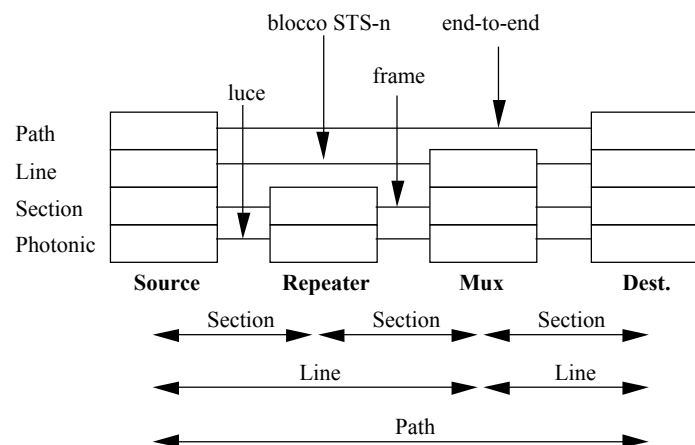 blocco STS-n end-to-end
luce frame
Path
Line
Section
Photonic
Source Repeater Mux Dest.
Section Section Section
Line Line
Path